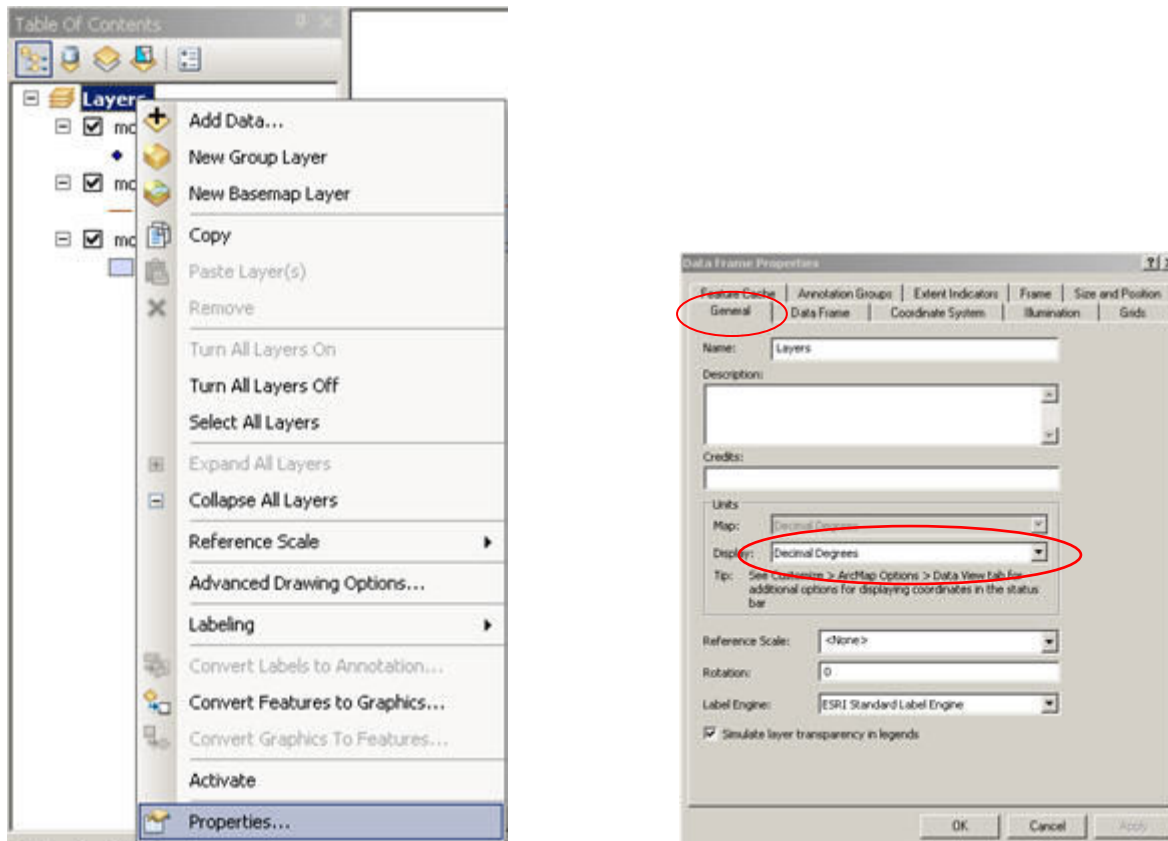 Table Of Contents
Layers
mo
mo
mo
Add Data...
New Group Layer
New Basemap Layer
Copy
Paste Layer(s)
Remove
Turn All Layers On
Turn All Layers Off
Select All Layers
Expand All Layers
Collapse All Layers
Reference Scale
Advanced Drawing Options...
Labeling
Convert Labels to Annotation...
Convert Features to Graphics...
Convert Graphics To Features...
Activate
Properties...
Data Frame Properties
Feature Cache Annotation Groups Extent Indicators Frame Size and Position
General Data Frame Coordinate System Illumination Grids
Name: Layers
Description:
Credits:
Units
Map: Decimal Degrees
Display: Decimal Degrees
Tip: See Customize > ArcMap Options > Data View tab for
additional options for displaying coordinates in the status
bar
Reference Scale: <None>
Rotation: 0
Label Engine: ESRI Standard Label Engine
Simulate layer transparency in legends
OK Cancel Apply